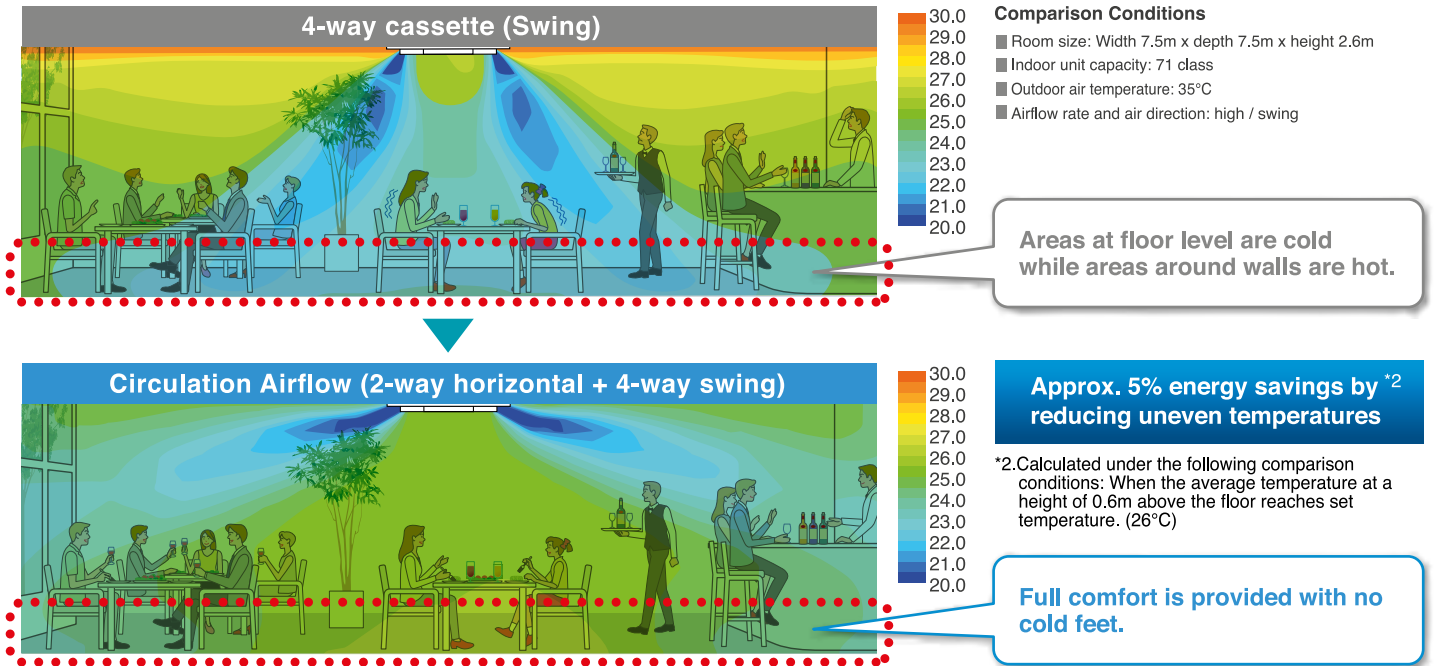 4-way cassette (Swing)
30.0
29.0
28.0
27.0
26.0
25.0
24.0
23.0
22.0
21.0
20.0
Comparison Conditions
Room size: Width 7.5m x depth 7.5m x height 2.6m
Indoor unit capacity: 71 class
Outdoor air temperature: 35°C
Airflow rate and air direction: high / swing
Areas at floor level are cold
while areas around walls are hot.
Circulation Airflow (2-way horizontal + 4-way swing)
30.0
29.0
28.0
27.0
26.0
25.0
24.0
23.0
22.0
21.0
20.0
Approx. 5% energy savings by *2
reducing uneven temperatures
*2.Calculated under the following comparison
conditions: When the average temperature at a
height of 0.6m above the floor reaches set
temperature. (26°C)
Full comfort is provided with no
cold feet.